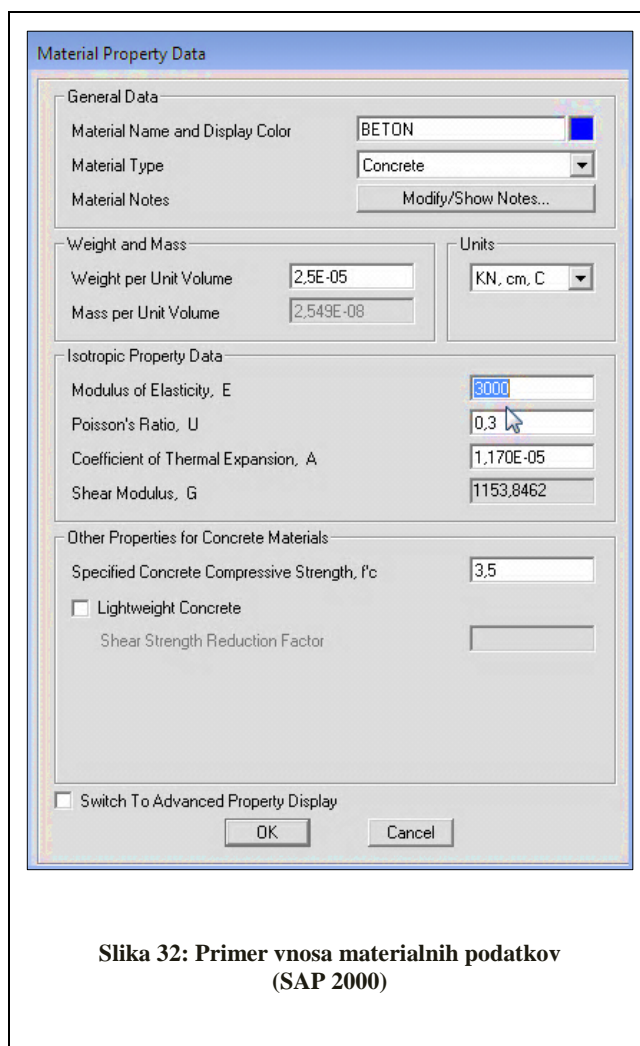 Material Property Data
General Data
Material Name and Display Color BETON
Material Type Concrete
Material Notes Modify/Show Notes...
Weight and Mass
Weight per Unit Volume 2,5E-05
Mass per Unit Volume 2,549E-08
Units
KN, cm, C
Isotropic Property Data
Modulus of Elasticity, E 3000
Poisson's Ratio, U 0,3
Coefficient of Thermal Expansion, A 1,170E-05
Shear Modulus, G 1153,8462
Other Properties for Concrete Materials
Specified Concrete Compressive Strength, f'c 3,5
Lightweight Concrete
Shear Strength Reduction Factor
Switch To Advanced Property Display
OK Cancel
Slika 32: Primer vnosa materialnih podatkov
(SAP 2000)